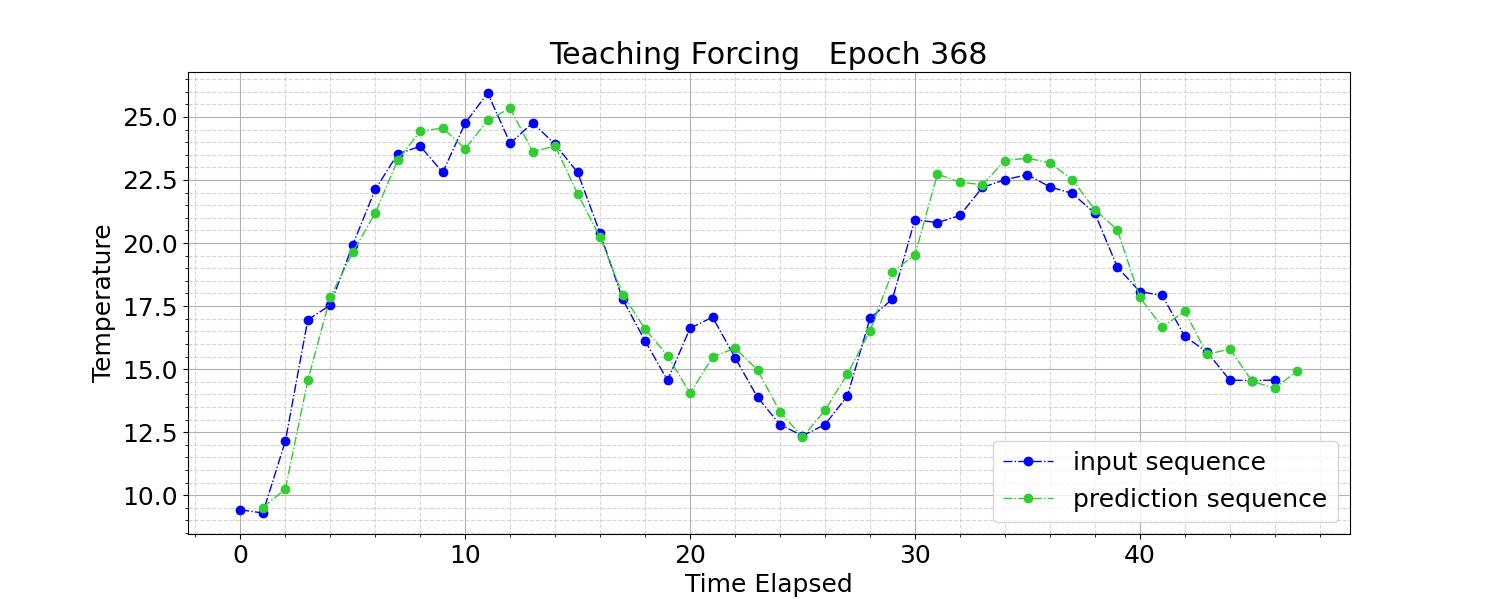 Teaching Forcing   Epoch 368
25.0
22.5
20.0
17.5
15.0
12.5
10.0
Temperature
input sequence
prediction sequence
0 10 20 30 40
Time Elapsed